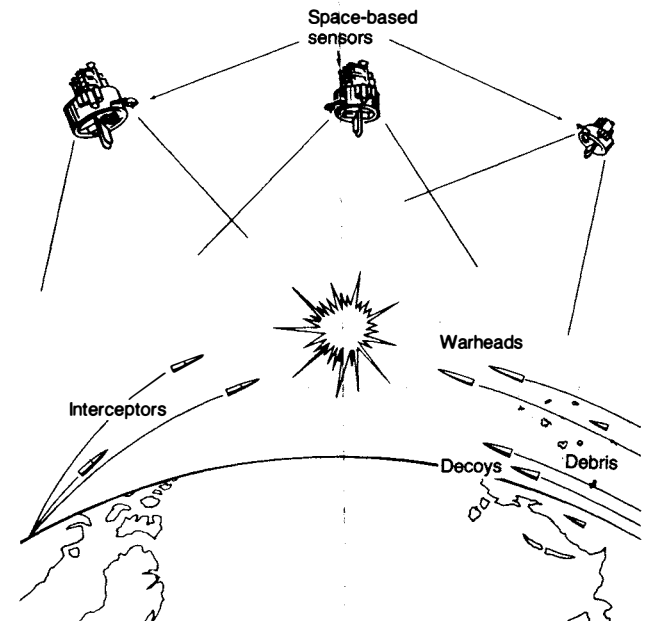 Space-based
sensors
Warheads
Interceptors
Decoys
Debris